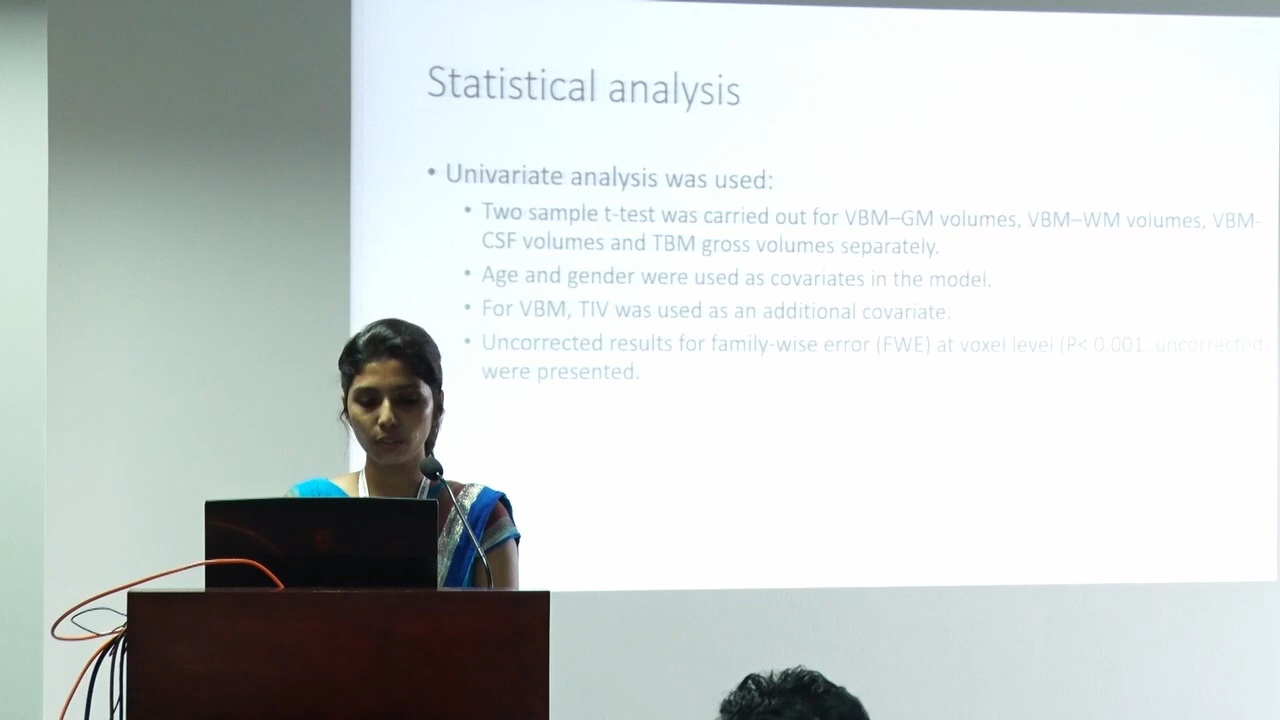 Statistical analysis
• Univariate analysis was used:
• Two sample t-test was carried out for VBM–GM volumes, VBM–WM volumes, VBM-
CSF volumes and TBM gross volumes separately.
• Age and gender were used as covariates in the model.
• For VBM, TIV was used as an additional covariate.
• Uncorrected results for family-wise error (FWE) at voxel level (P< 0.001, uncorrected)
were presented.